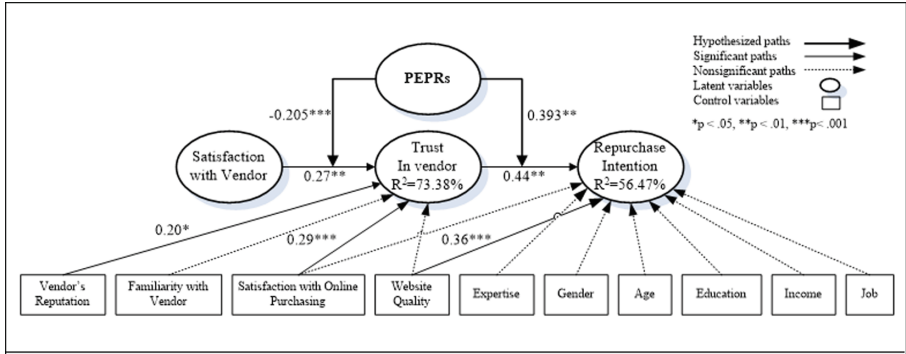 PEPRs
Hypothesized paths
Significant paths
Nonsignificant paths
Latent variables
Control variables
*p < .05, **p < .01, ***p< .001
-0.205***
0.393**
Satisfaction
with Vendor
0.27**
Trust
In vendor
R²=73.38%
0.44**
Repurchase
Intention
R²=56.47%
0.20*
0.29***
0.36***
Vendor's
Reputation
Familiarity with
Vendor
Satisfaction with Online
Purchasing
Website
Quality
Expertise
Gender
Age
Education
Income
Job